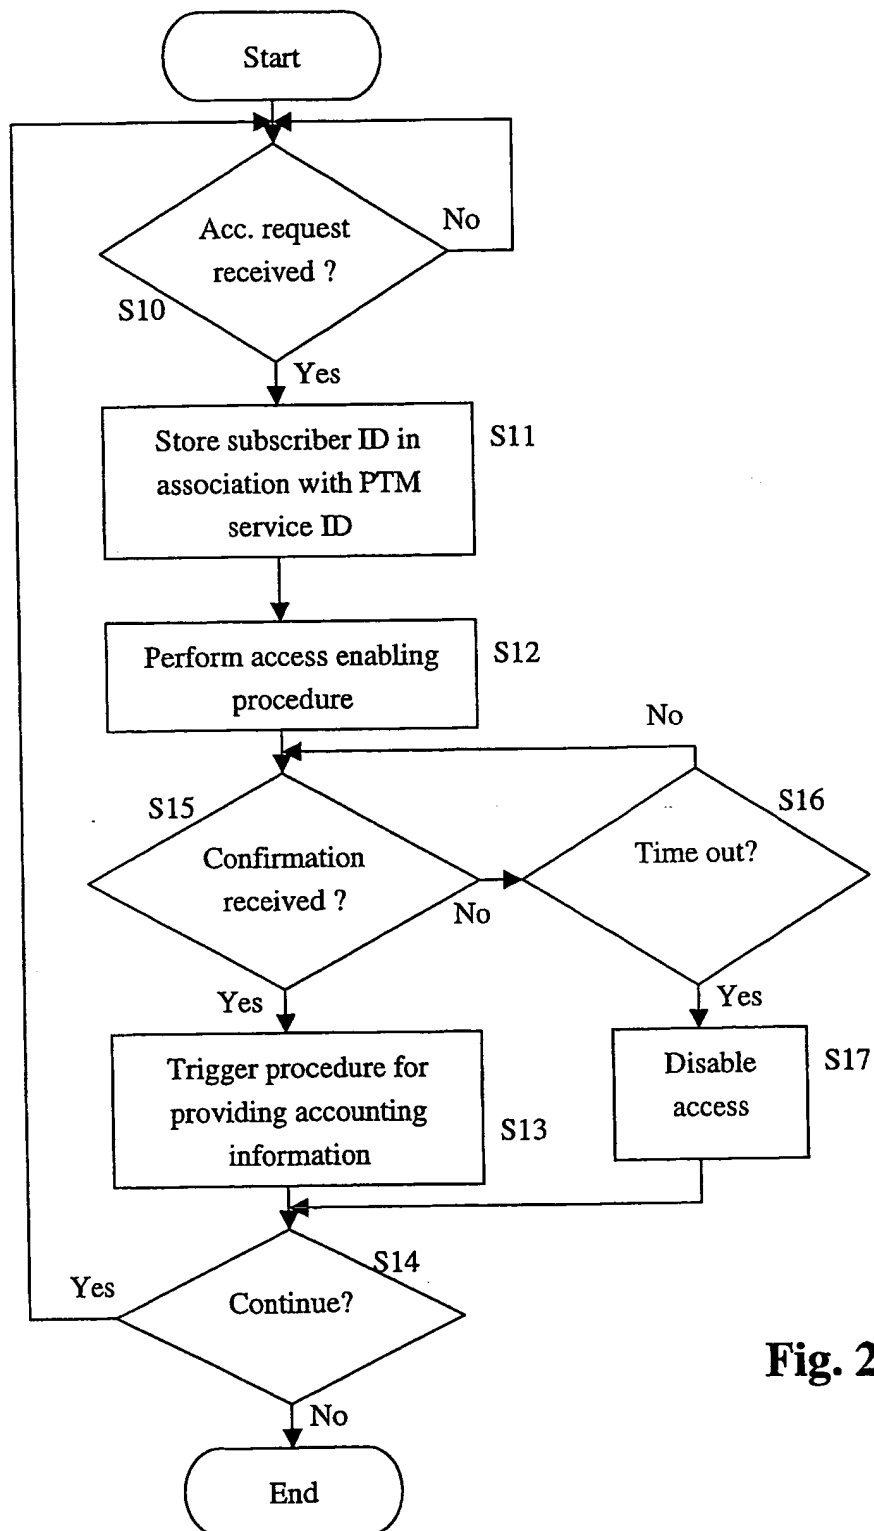 Start
No
Acc. request
received ?
S10
Yes
Store subscriber ID in
association with PTM
service ID
S11
Perform access enabling
procedure
S12
No
S15
S16
Confirmation
received ?
Time out?
No
Yes
Yes
Trigger procedure for
providing accounting
information
S13
Disable
access
S17
S14
Yes
Continue?
Fig. 2
No
End